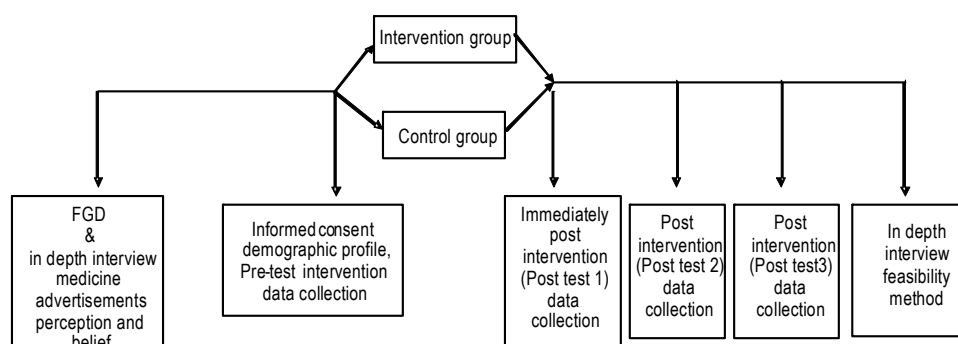 Intervention group
Control group
FGD
&
in depth interview
medicine
advertisements
perception and
belief
Informed consent
demographic profile,
Pre-test intervention
data collection
Immediately
post
intervention
(Post test 1)
data
collection
Post
intervention
(Post test 2)
data
collection
Post
intervention
(Post test3)
data
collection
In depth
interview
feasibility
method